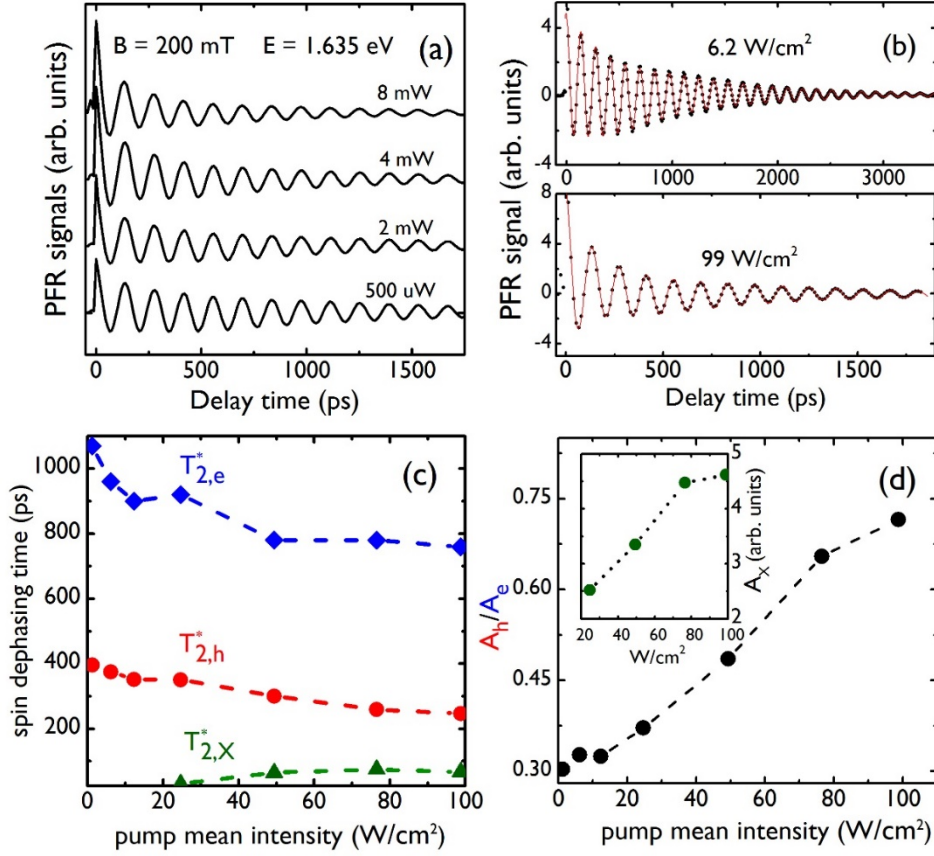 B = 200 mT E = 1.635 eV (a)
8 mW
4 mW
2 mW
500 uW
PFR signals (arb. units)
0 500 1000 1500
Delay time (ps)
(b)
6.2 W/cm²
4
0
-4
0 1000 2000 3000
99 W/cm²
8
4
0
-4
8
0 500 1000 1500
PFR signal (arb. units)
Delay time (ps)
(c)
T*2,e
T*2,h
T*2,X
1000
800
600
400
200
spin dephasing time (ps)
0 20 40 60 80 100
pump mean intensity (W/cm²)
(d)
5
4
3
2
A_X (arb. units)
20 40 60 80 100
W/cm²
0.75
0.60
0.45
0.30
A_h/A_e
0 20 40 60 80 100
pump mean intensity (W/cm²)